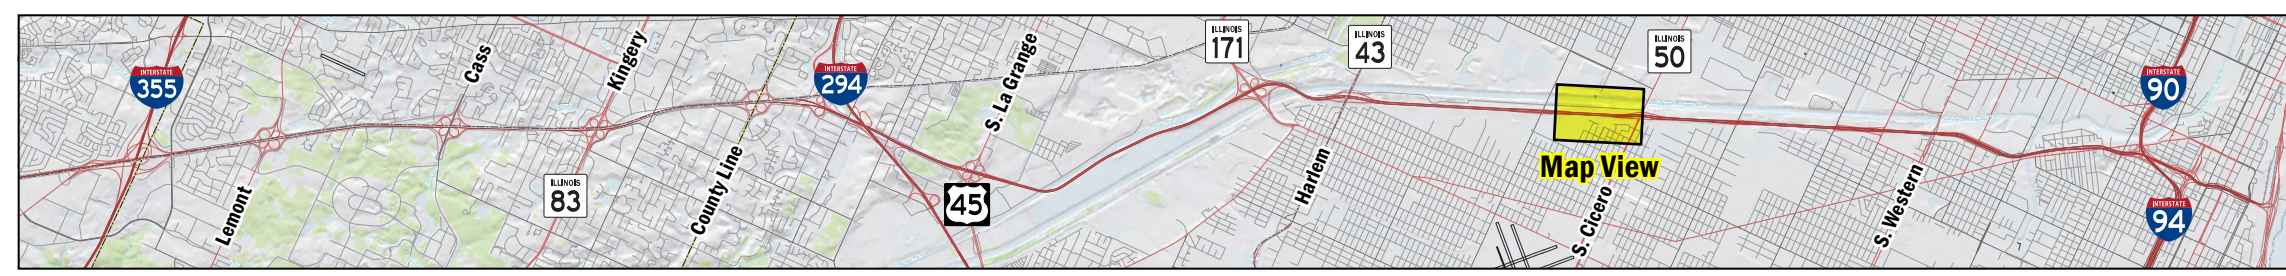 INTERSTATE
355
Lemont
Cass
ILLINOIS
83
Kingery
County Line
INTERSTATE
294
S. La Grange
45
ILLINOIS
171
ILLINOIS
43
Harlem
Map View
ILLINOIS
50
S. Cicero
S. Western
INTERSTATE
90
INTERSTATE
94